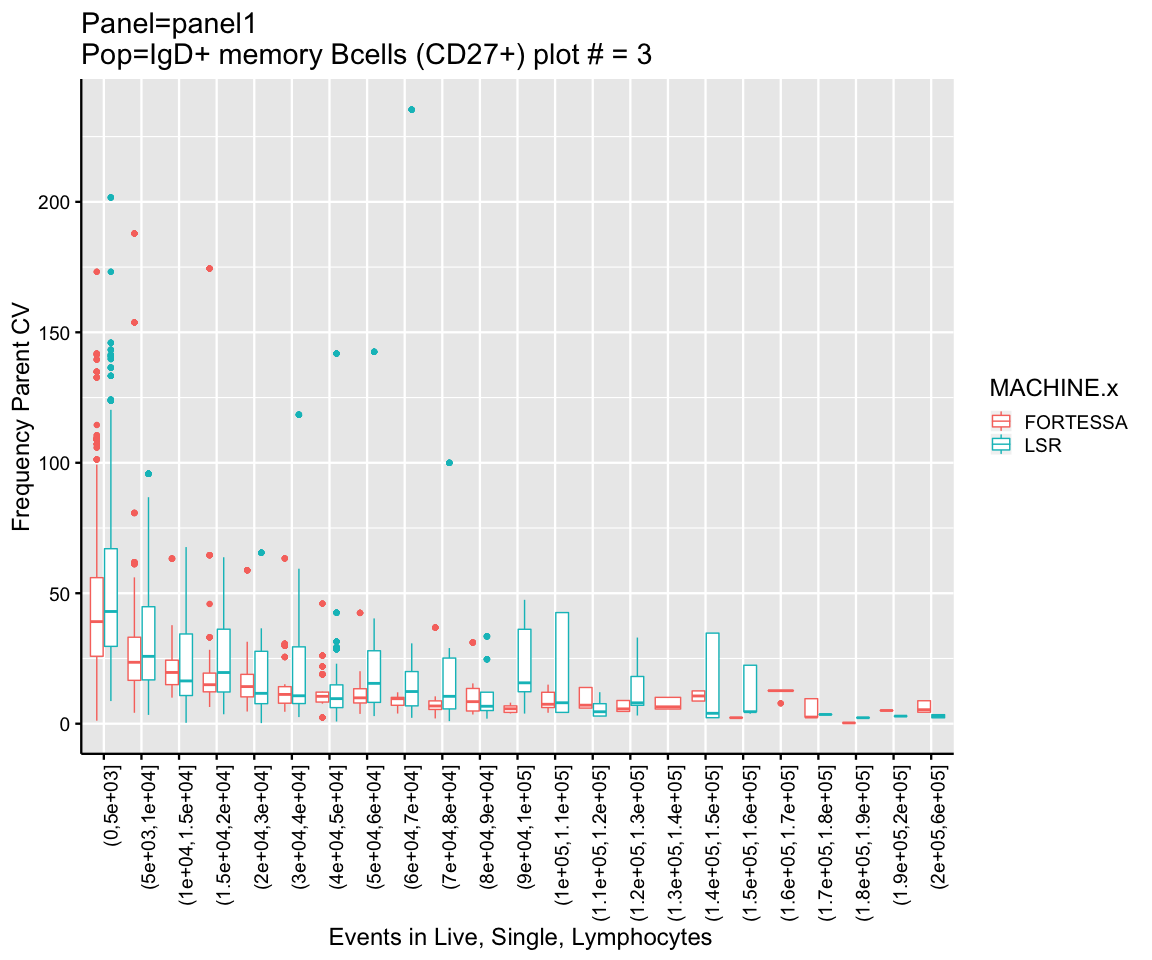 Panel=panel1
Pop=IgD+ memory Bcells (CD27+) plot # = 3
Frequency Parent CV
200
150
100
50
0
(0,5e+03]
(5e+03,1e+04]
(1e+04,1.5e+04]
(1.5e+04,2e+04]
(2e+04,3e+04]
(3e+04,4e+04]
(4e+04,5e+04]
(5e+04,6e+04]
(6e+04,7e+04]
(7e+04,8e+04]
(8e+04,9e+04]
(9e+04,1e+05]
(1e+05,1.1e+05]
(1.1e+05,1.2e+05]
(1.2e+05,1.3e+05]
(1.3e+05,1.4e+05]
(1.4e+05,1.5e+05]
(1.5e+05,1.6e+05]
(1.6e+05,1.7e+05]
(1.7e+05,1.8e+05]
(1.8e+05,1.9e+05]
(1.9e+05,2e+05]
(2e+05,6e+05]
Events in Live, Single, Lymphocytes
MACHINE.x
FORTESSA
LSR